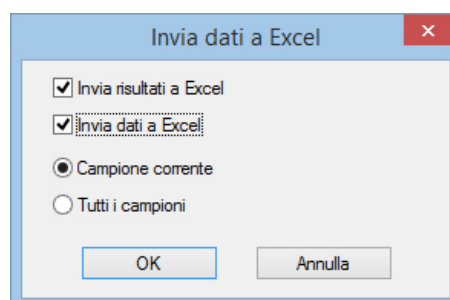 Invia dati a Excel
Invia risultati a Excel
Invia dati a Excel
Campione corrente
Tutti i campioni
OK Annulla